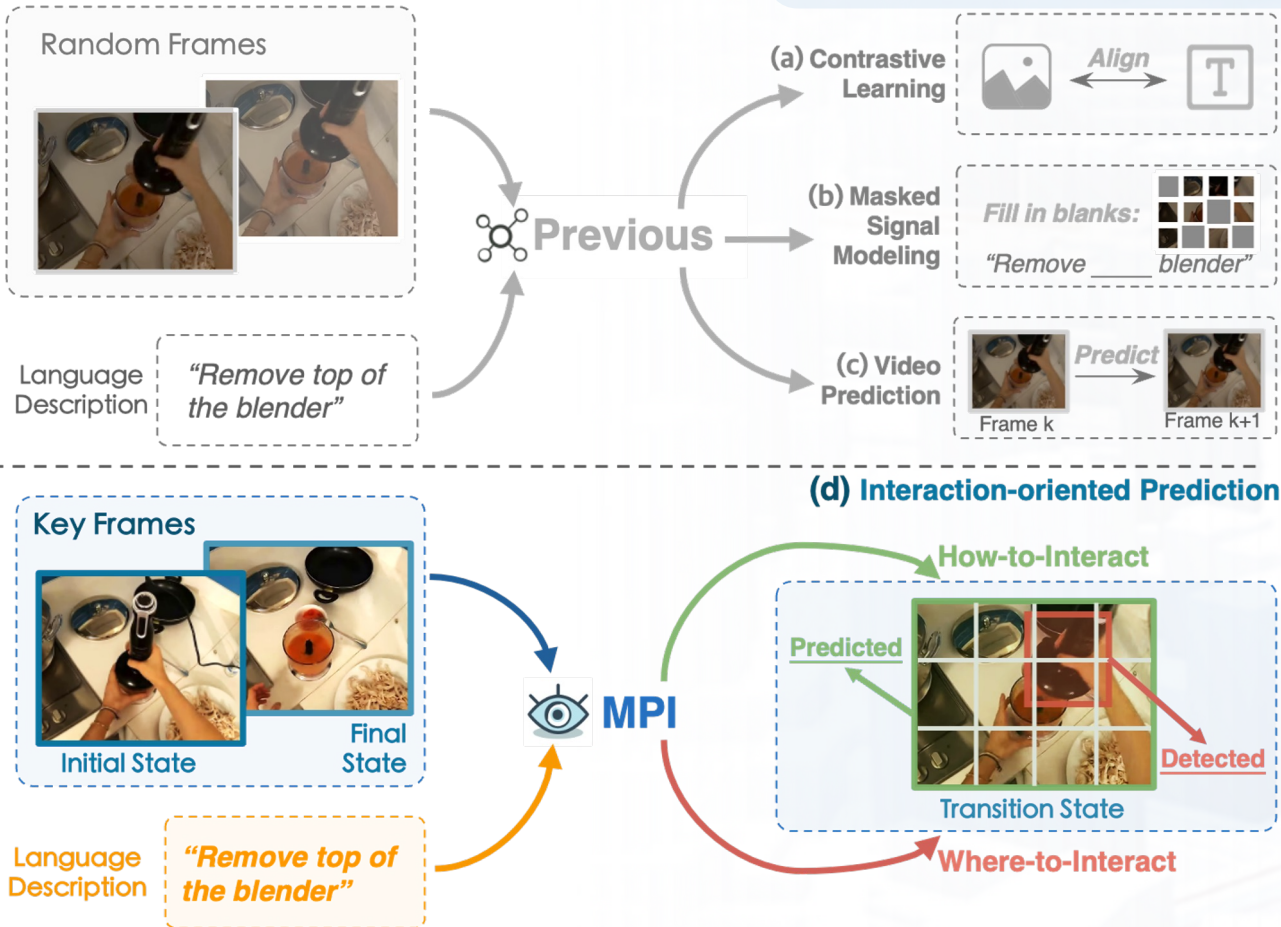 Random Frames
Language
Description
“Remove top of
the blender”
Previous
(a) Contrastive
Learning
Align
T
(b) Masked
Signal
Modeling
Fill in blanks:
“Remove _____ blender”
(c) Video
Prediction
Predict
Frame k
Frame k+1
Key Frames
Initial State
Final
State
Language
Description
“Remove top of
the blender”
MPI
(d) Interaction-oriented Prediction
How-to-Interact
Predicted
Detected
Transition State
Where-to-Interact